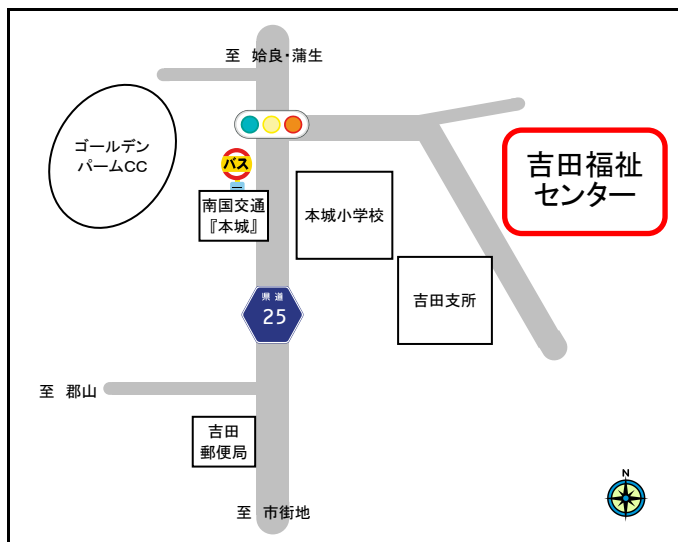 至 姶良・蒲生
ゴールデン
パームCC
バス
南国交通
『本城』
本城小学校
吉田福祉
センター
吉田支所
県道
25
至 郡山
吉田
郵便局
至 市街地
N